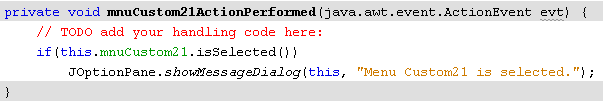 private void mnuCustom21ActionPerformed(java.awt.event.ActionEvent evt) {
    // TODO add your handling code here:
    if(this.mnuCustom21.isSelected())
        JOptionPane.showMessageDialog(this, "Menu Custom21 is selected.");
}